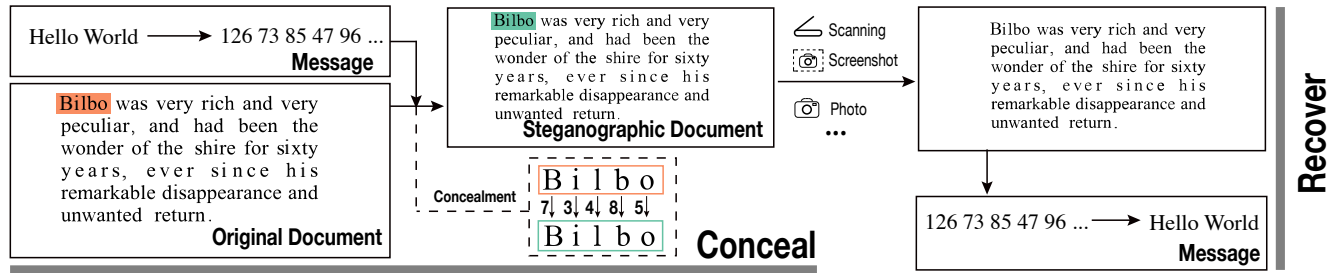 Hello World → 126 73 85 47 96 ...
Message
Bilbo was very rich and very
peculiar, and had been the
wonder of the shire for sixty
years, ever since his
remarkable disappearance and
unwanted return.
Original Document
Bilbo was very rich and very
peculiar, and had been the
wonder of the shire for sixty
years, ever since his
remarkable disappearance and
unwanted return.
Steganographic Document
Concealment
Bilbo
7 3 4 8 5
Bilbo
Conceal
Scanning
Screenshot
Photo
...
Bilbo was very rich and very
peculiar, and had been the
wonder of the shire for sixty
years, ever since his
remarkable disappearance and
unwanted return.
126 73 85 47 96 ... → Hello World
Message
Recover